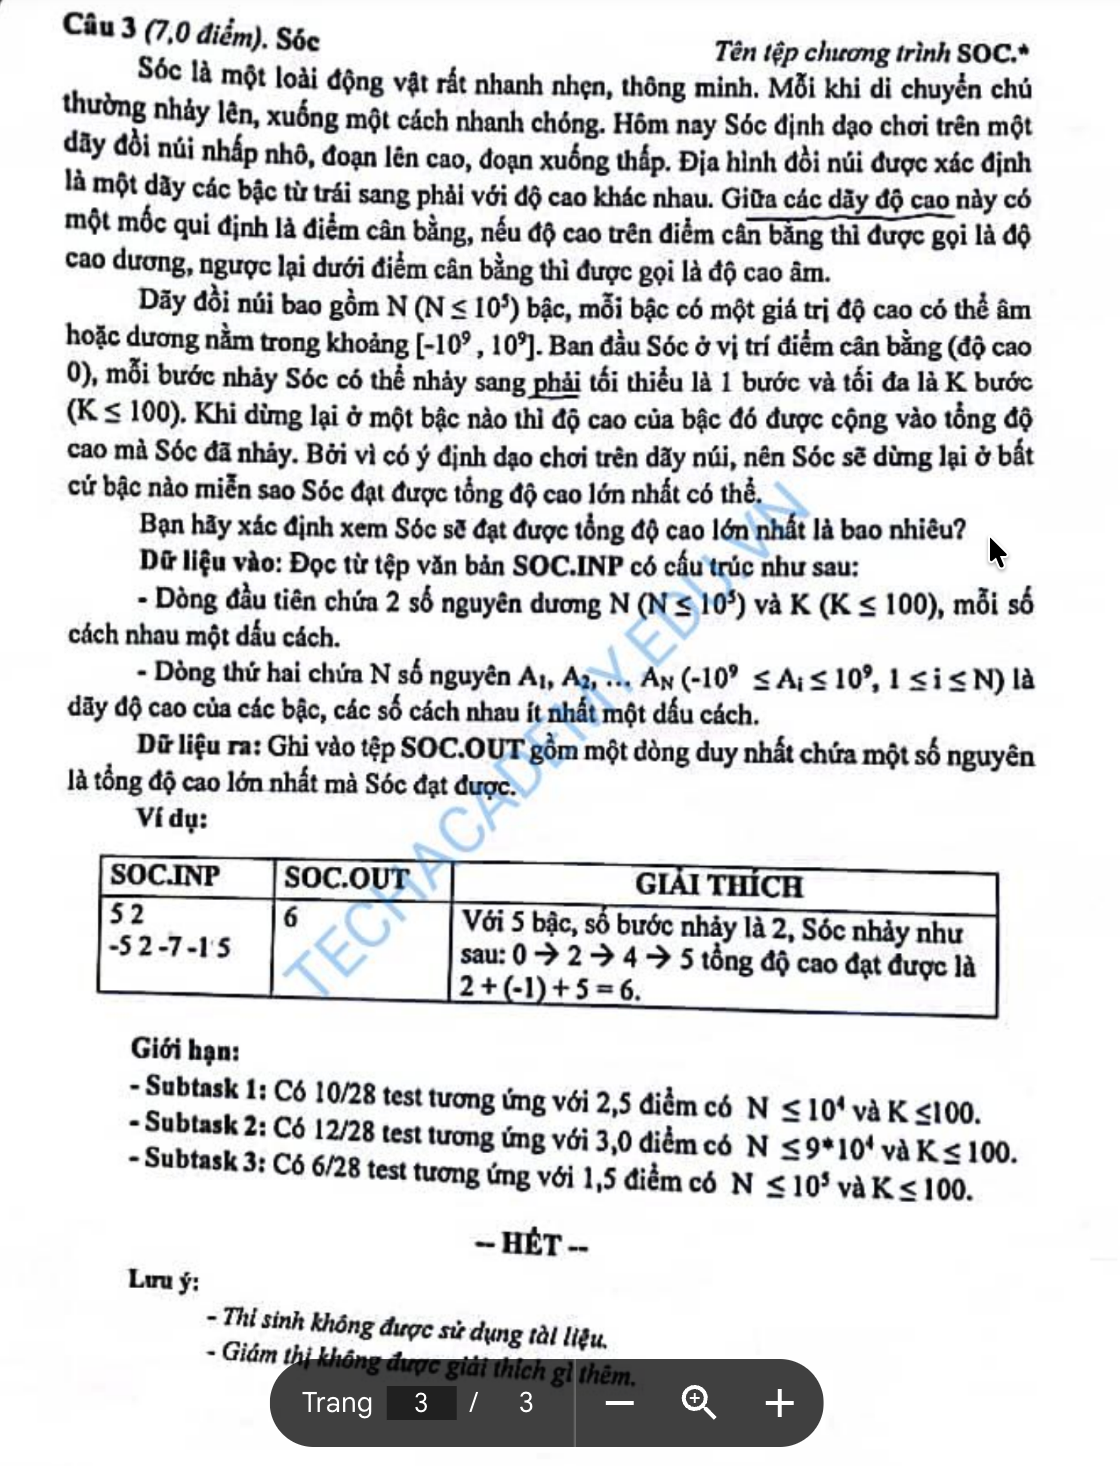 Câu 3 (7,0 điểm). Sóc
Tên tệp chương trình SOC.*
Sóc là một loài động vật rất nhanh nhẹn, thông minh. Mỗi khi di chuyển chú
thường nhảy lên, xuống một cách nhanh chóng. Hôm nay Sóc định dạo chơi trên một
dãy đồi núi nhấp nhô, đoạn lên cao, đoạn xuống thấp. Địa hình đồi núi được xác định
là một dãy các bậc từ trái sang phải với độ cao khác nhau. Giữa các dãy độ cao này có
một mốc qui định là điểm cân bằng, nếu độ cao trên điểm cân bằng thì được gọi là độ
cao dương, ngược lại dưới điểm cân bằng thì được gọi là độ cao âm.
Dãy đồi núi bao gồm N (N ≤ 10⁵) bậc, mỗi bậc có một giá trị độ cao có thể âm
hoặc dương nằm trong khoảng [-10⁹ , 10⁹]. Ban đầu Sóc ở vị trí điểm cân bằng (độ cao
0), mỗi bước nhảy Sóc có thể nhảy sang phải tối thiểu là 1 bước và tối đa là K bước
(K ≤ 100). Khi dừng lại ở một bậc nào thì độ cao của bậc đó được cộng vào tổng độ
cao mà Sóc đã nhảy. Bởi vì có ý định dạo chơi trên dãy núi, nên Sóc sẽ dừng lại ở bất
cứ bậc nào miễn sao Sóc đạt được tổng độ cao lớn nhất có thể.
Bạn hãy xác định xem Sóc sẽ đạt được tổng độ cao lớn nhất là bao nhiêu?
Dữ liệu vào: Đọc từ tệp văn bản SOC.INP có cấu trúc như sau:
- Dòng đầu tiên chứa 2 số nguyên dương N (N ≤ 10⁵) và K (K ≤ 100), mỗi số
cách nhau một dấu cách.
- Dòng thứ hai chứa N số nguyên A₁, A₂, ... A_N (-10⁹ ≤ Aᵢ ≤ 10⁹, 1 ≤ i ≤ N) là
dãy độ cao của các bậc, các số cách nhau ít nhất một dấu cách.
Dữ liệu ra: Ghi vào tệp SOC.OUT gồm một dòng duy nhất chứa một số nguyên
là tổng độ cao lớn nhất mà Sóc đạt được.
Ví dụ:
SOC.INP SOC.OUT GIẢI THÍCH
5 2
-5 2 -7 -1 5
6
Với 5 bậc, số bước nhảy là 2, Sóc nhảy như
sau: 0 → 2 → 4 → 5 tổng độ cao đạt được là
2 + (-1) + 5 = 6.
Giới hạn:
- Subtask 1: Có 10/28 test tương ứng với 2,5 điểm có N ≤ 10⁴ và K ≤100.
- Subtask 2: Có 12/28 test tương ứng với 3,0 điểm có N ≤ 9*10⁴ và K ≤ 100.
- Subtask 3: Có 6/28 test tương ứng với 1,5 điểm có N ≤ 10⁵ và K ≤ 100.
-- HẾT --
Lưu ý:
- Thí sinh không được sử dụng tài liệu.
- Giám thị không được giải thích gì thêm.
TECHACADEMY.EDU.VN
Trang 3 / 3